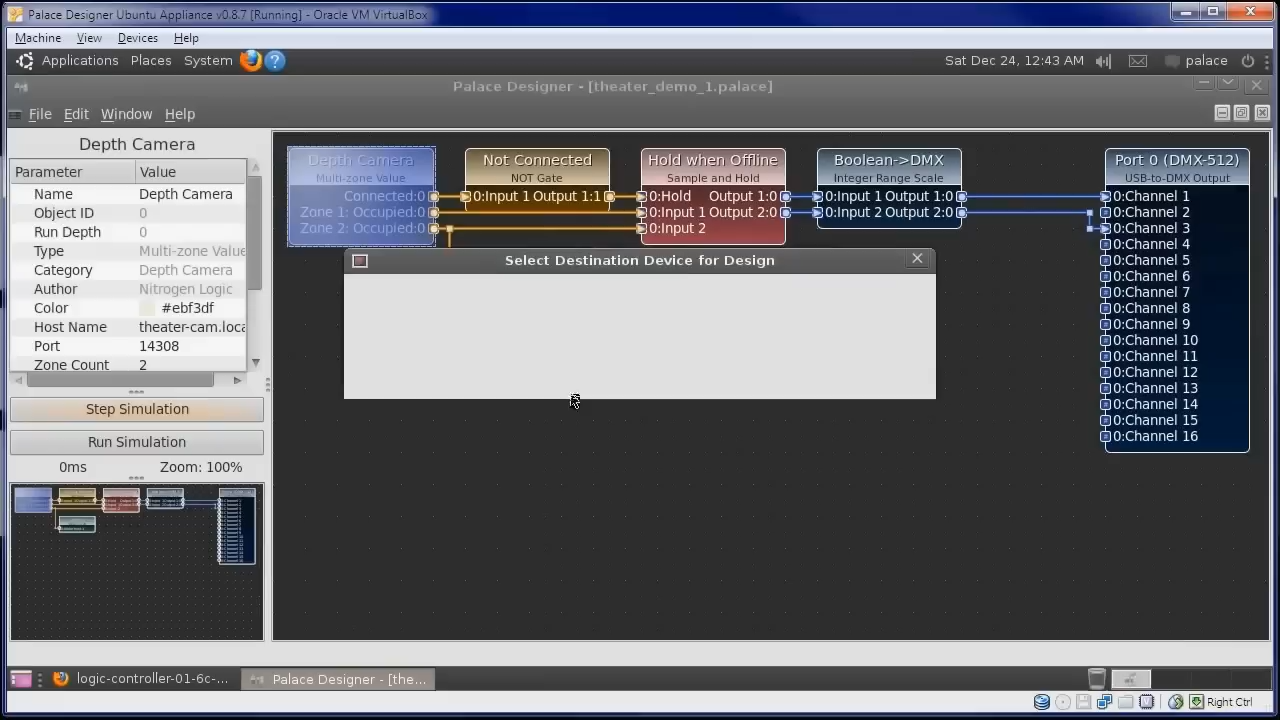 Palace Designer Ubuntu Appliance v0.8.7 [Running] - Oracle VM VirtualBox
Machine View Devices Help
Applications Places System Sat Dec 24, 12:43 AM palace
Palace Designer - [theater_demo_1.palace]
File Edit Window Help
Depth Camera
Parameter Value
Name Depth Camera
Object ID 0
Run Depth 0
Type Multi-zone Value
Category Depth Camera
Author Nitrogen Logic
Color #ebf3df
Host Name theater-cam.loca
Port 14308
Zone Count 2
Step Simulation
Run Simulation
0ms Zoom: 100%
Depth Camera
Multi-zone Value
Connected:0
Zone 1: Occupied:0
Zone 2: Occupied:0
Not Connected
NOT Gate
0:Input 1 Output 1:1
Hold when Offline
Sample and Hold
0:Hold Output 1:0
0:Input 1 Output 2:0
0:Input 2
Boolean->DMX
Integer Range Scale
0:Input 1 Output 1:0
0:Input 2 Output 2:0
Port 0 (DMX-512)
USB-to-DMX Output
0:Channel 1
0:Channel 2
0:Channel 3
0:Channel 4
0:Channel 5
0:Channel 6
0:Channel 7
0:Channel 8
0:Channel 9
0:Channel 10
0:Channel 11
0:Channel 12
0:Channel 13
0:Channel 14
0:Channel 15
0:Channel 16
Select Destination Device for Design
logic-controller-01-6c-... Palace Designer - [the...
Right Ctrl